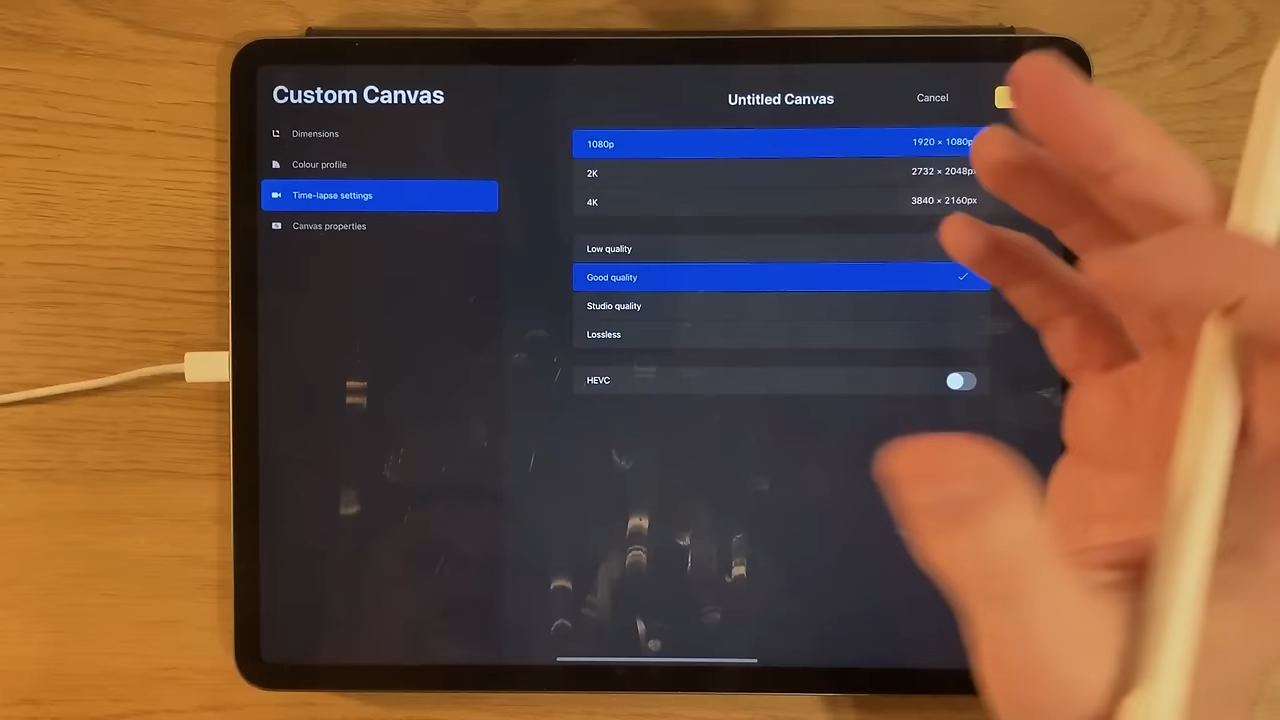 Custom Canvas
Untitled Canvas
Cancel
Dimensions
Colour profile
Time-lapse settings
Canvas properties
1080p 1920 × 1080px
2K 2732 × 2048px
4K 3840 × 2160px
Low quality
Good quality
Studio quality
Lossless
HEVC